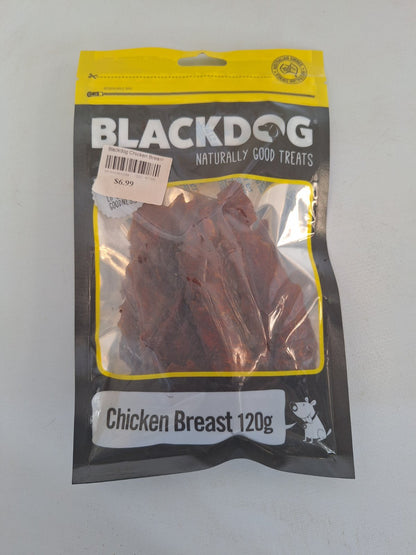 BLACKDOG
NATURALLY GOOD TREATS
Blackdog Chicken Breast
$6.99
Chicken Breast 120g